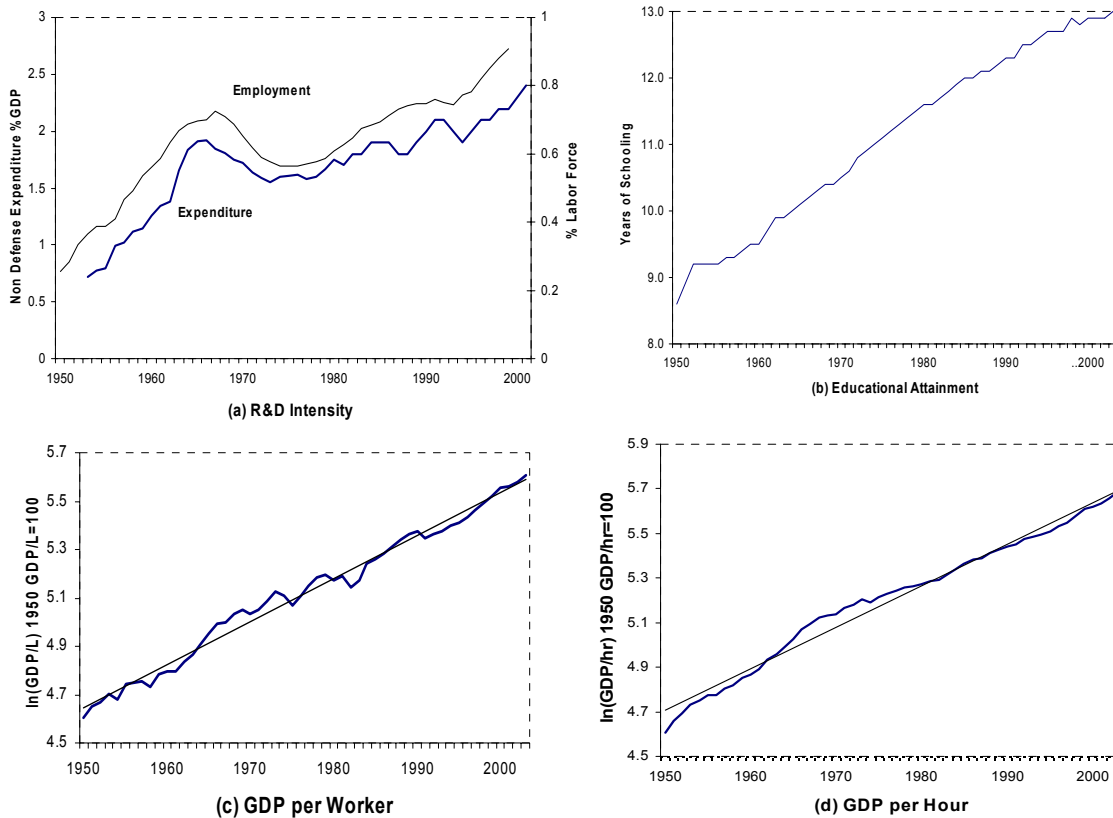 3
2.5
2
1.5
1
0.5
0
Non Defense Expenditure %GDP
Employment
Expenditure
1
0.8
0.6
0.4
0.2
0
% Labor Force
1950 1960 1970 1980 1990 2000
(a) R&D Intensity
13.0
12.0
11.0
10.0
9.0
8.0
Years of Schooling
1950 1960 1970 1980 1990 ..2000
(b) Educational Attainment
5.7
5.5
5.3
5.1
4.9
4.7
4.5
ln(GDP/L) 1950 GDP/L=100
1950 1960 1970 1980 1990 2000
(c) GDP per Worker
5.9
5.7
5.5
5.3
5.1
4.9
4.7
4.5
ln(GDP/hr) 1950 GDP/hr=100
1950 1960 1970 1980 1990 2000
(d) GDP per Hour